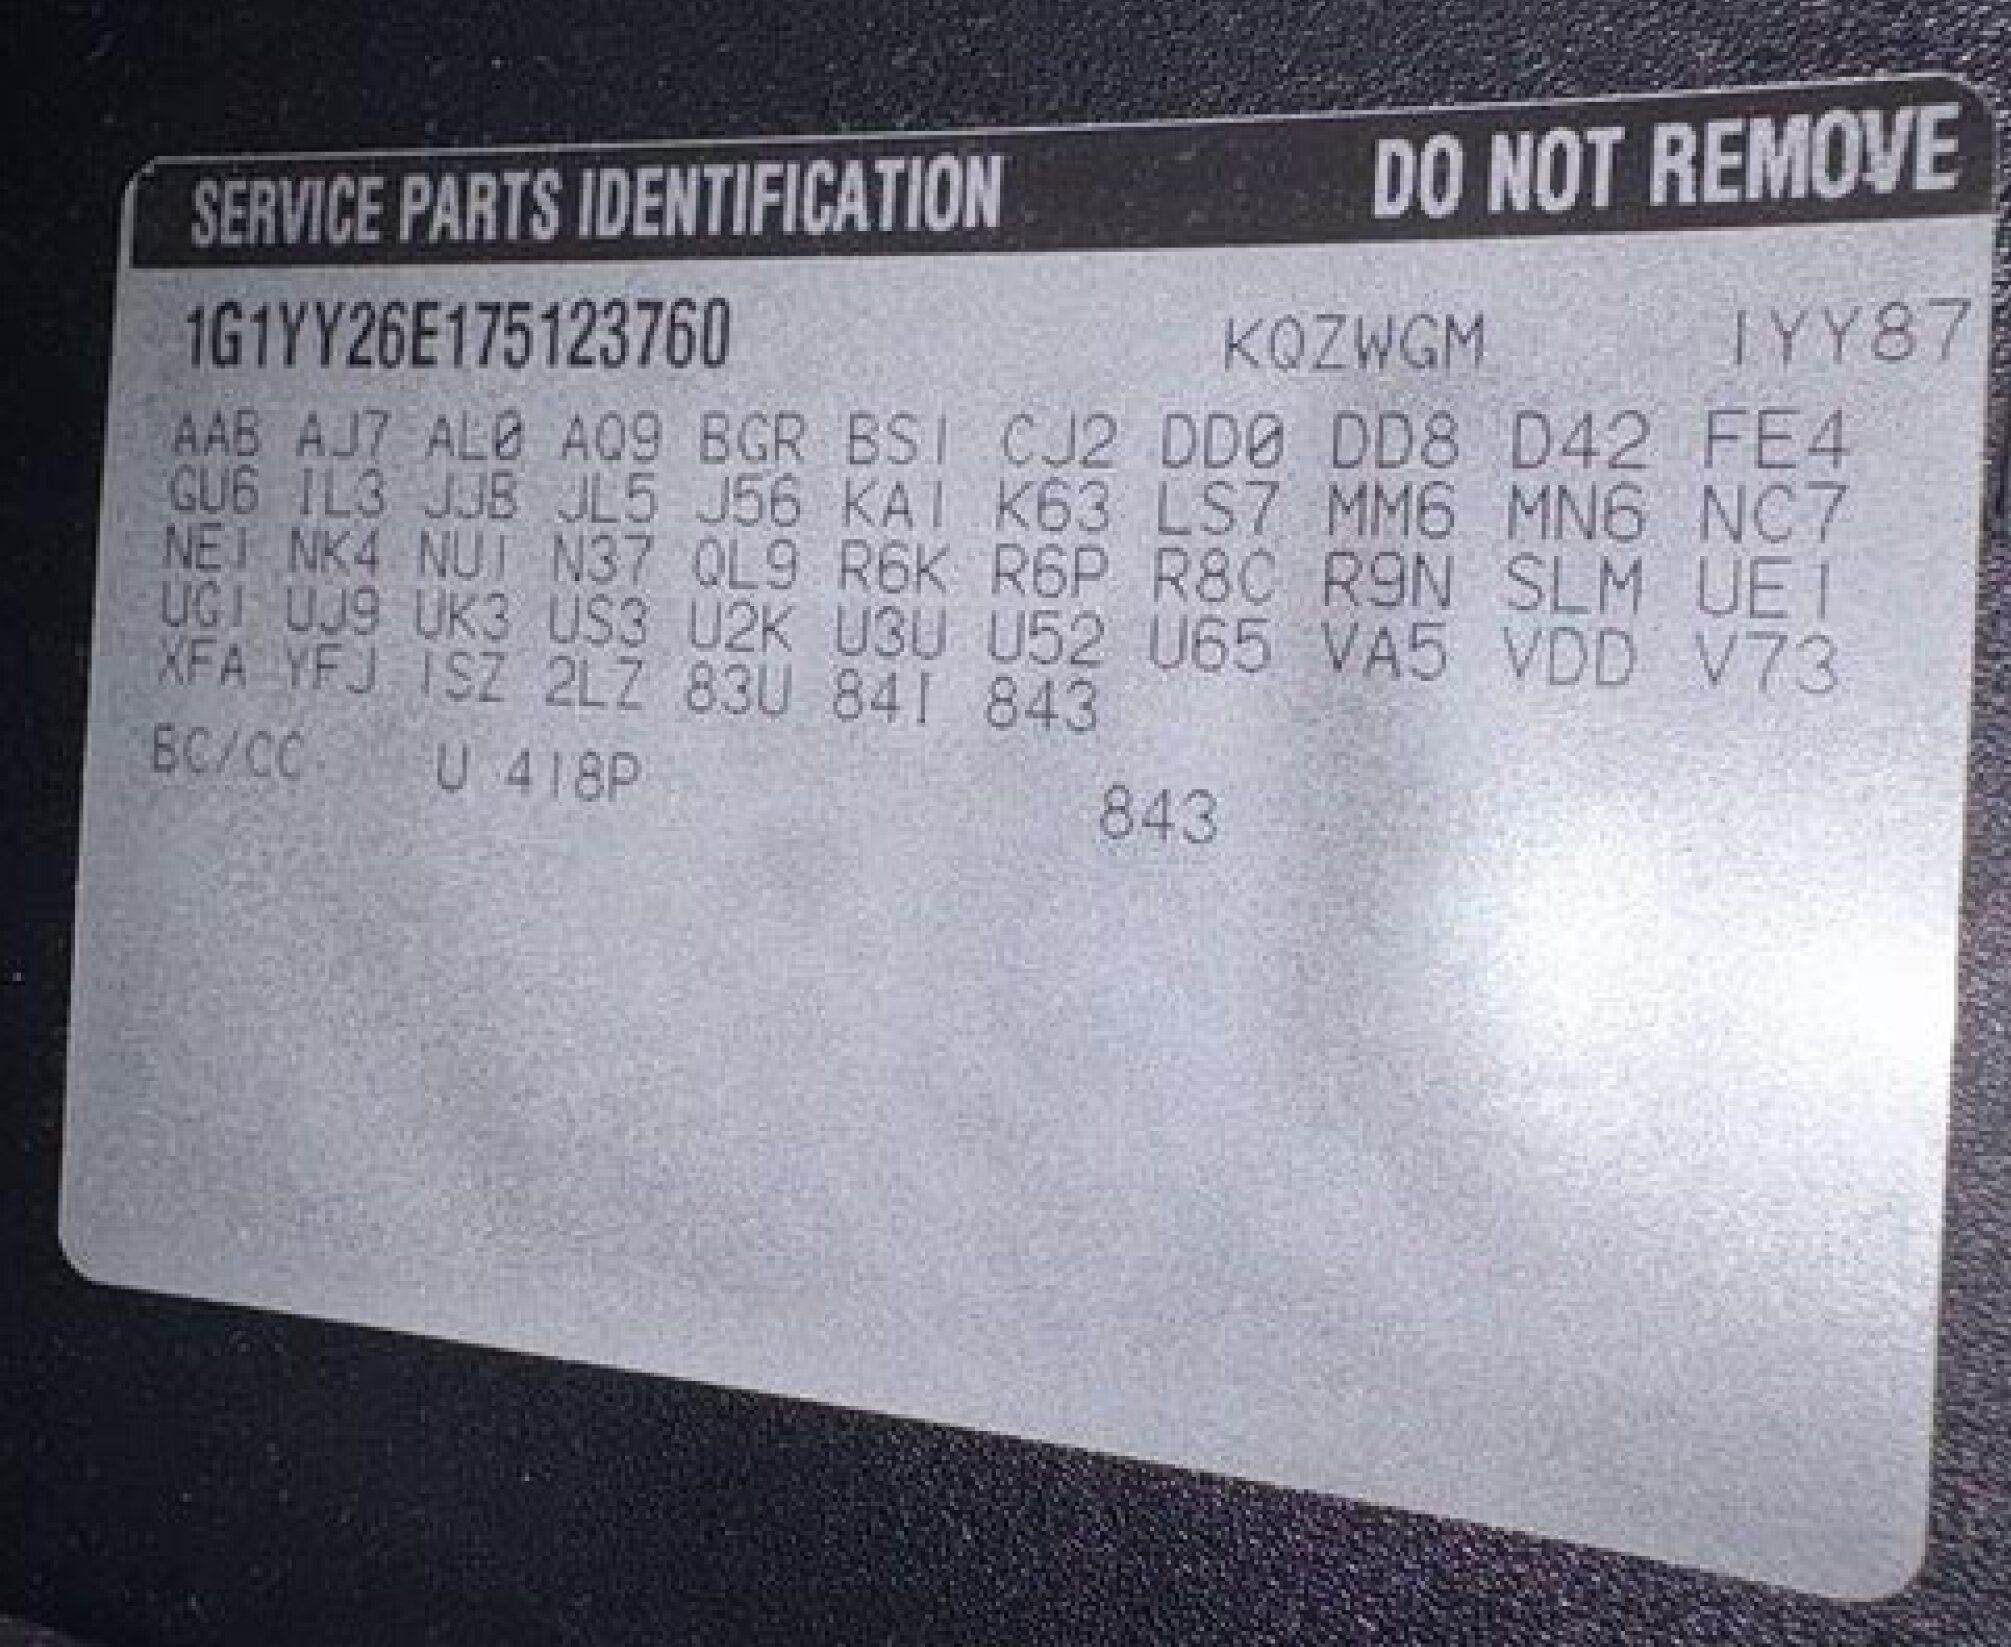 SERVICE PARTS IDENTIFICATION DO NOT REMOVE
1G1YY26E175123760 KQZWGM 1YY87
AAB AJ7 AL0 AQ9 BGR BS1 CJ2 DD0 DD8 D42 FE4
GU6 IL3 JJB JL5 J56 KA1 K63 LS7 MM6 MN6 NC7
NE1 NK4 NU1 N37 QL9 R6K R6P R8C R9N SLM UE1
UG1 UJ9 UK3 US3 U2K U3U U52 U65 VA5 VDD V73
XFA YFJ 1SZ 2LZ 83U 841 843
BC/CC U 418P
843